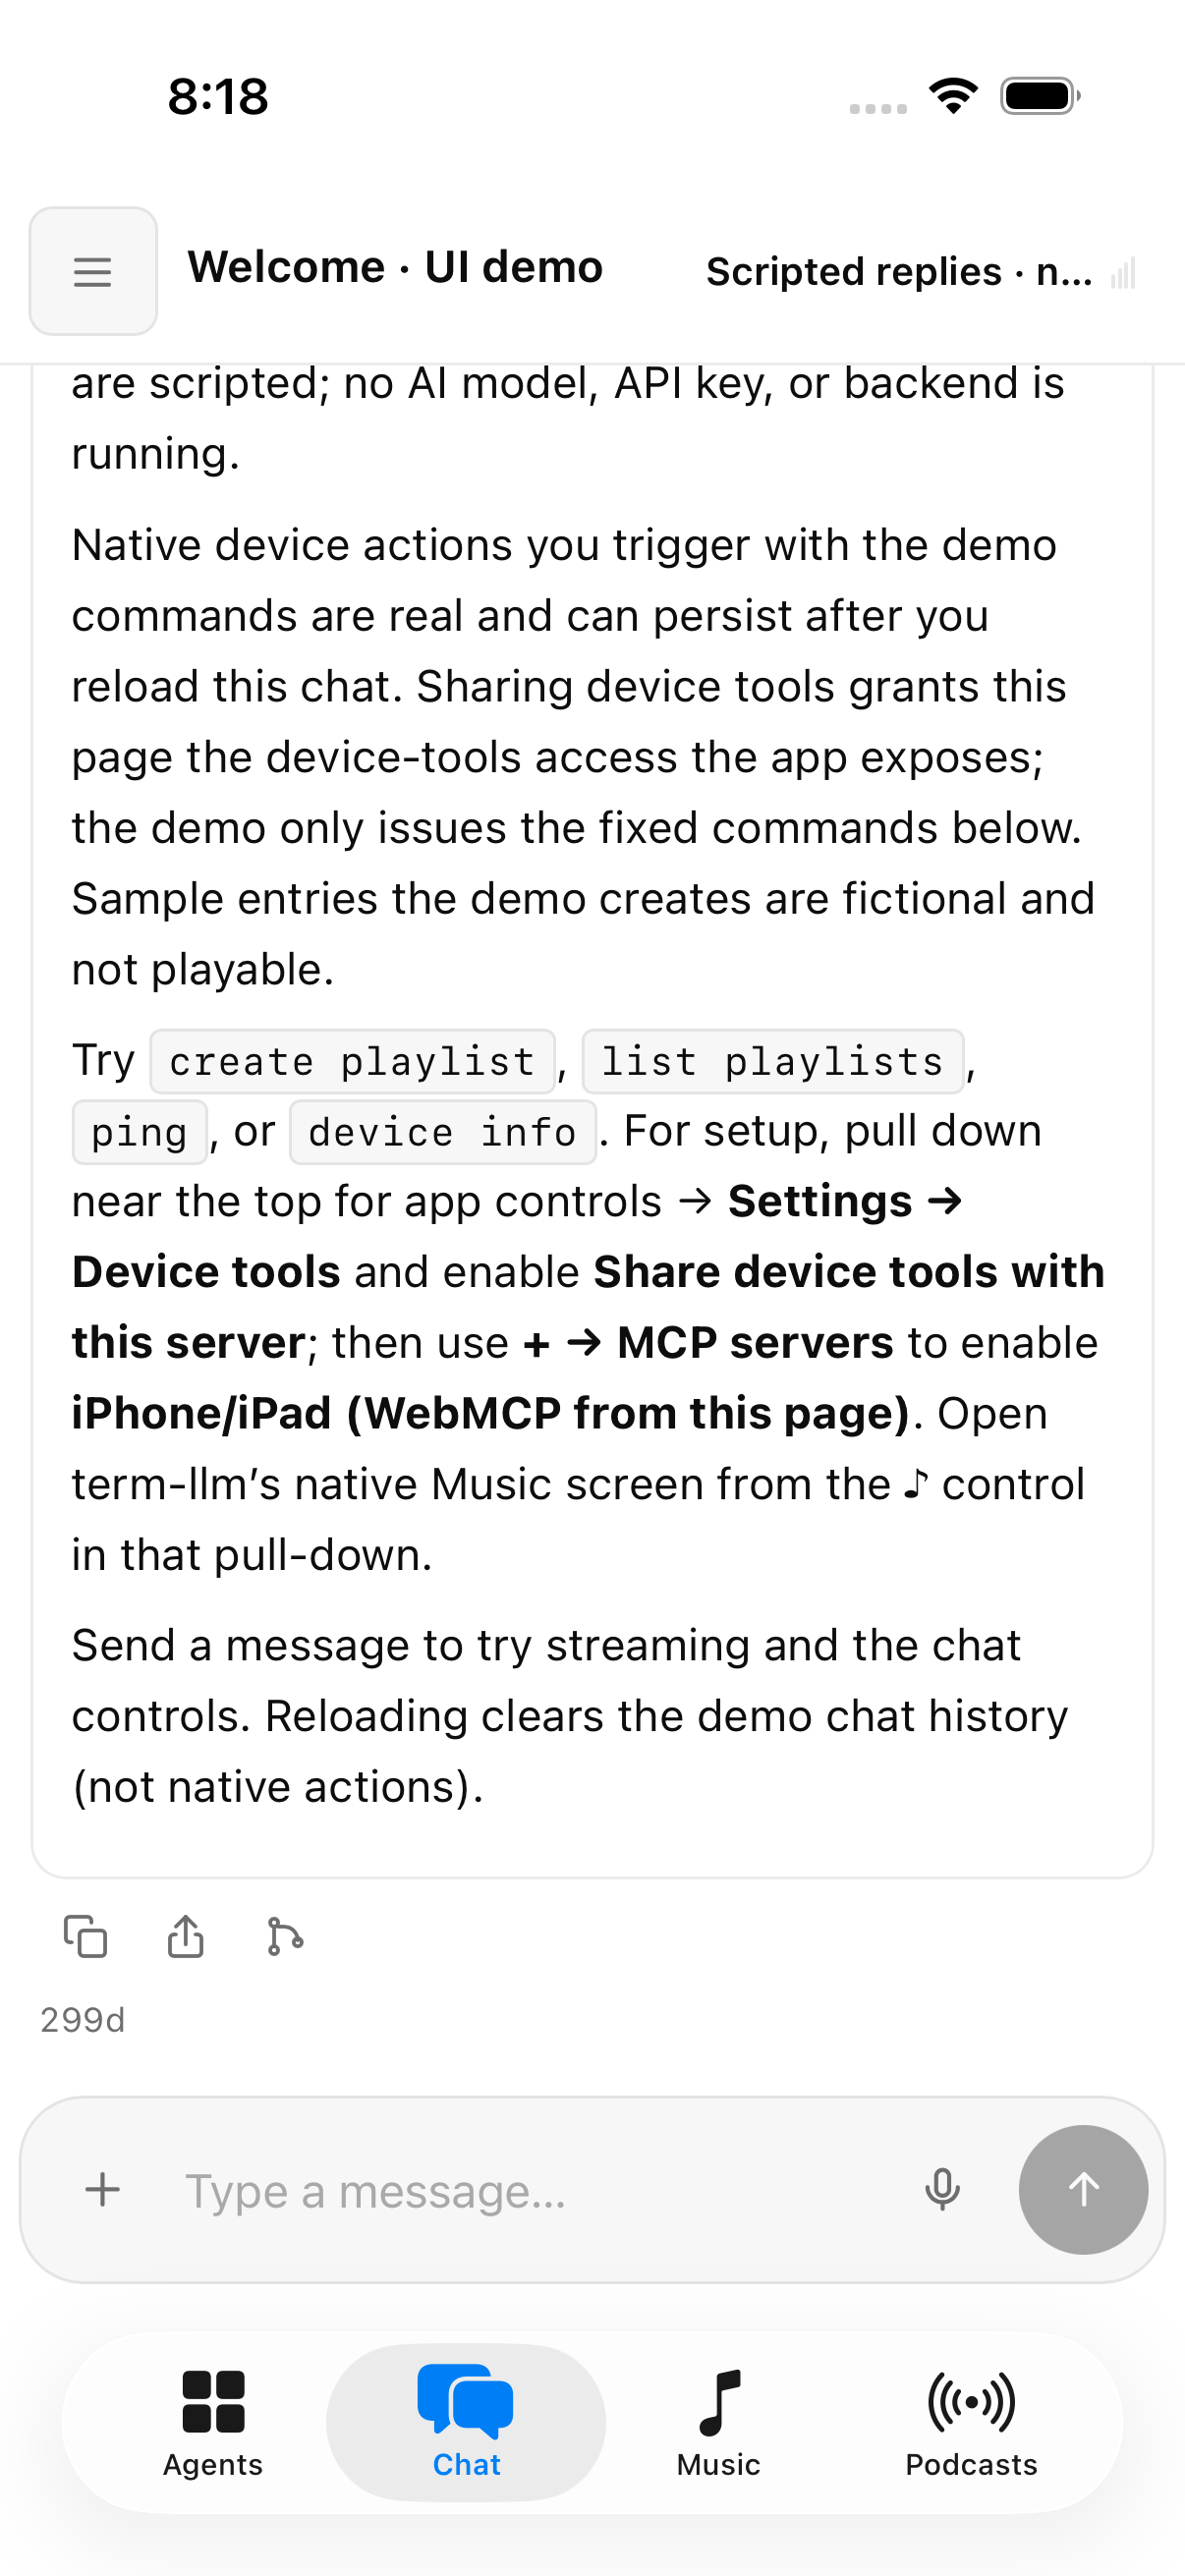 8:18
Welcome · UI demo
Scripted replies · n...
are scripted; no AI model, API key, or backend is
running.
Native device actions you trigger with the demo
commands are real and can persist after you
reload this chat. Sharing device tools grants this
page the device-tools access the app exposes;
the demo only issues the fixed commands below.
Sample entries the demo creates are fictional and
not playable.
Try create playlist, list playlists,
ping, or device info. For setup, pull down
near the top for app controls → Settings →
Device tools and enable Share device tools with
this server; then use + → MCP servers to enable
iPhone/iPad (WebMCP from this page). Open
term-llm’s native Music screen from the ♪ control
in that pull-down.
Send a message to try streaming and the chat
controls. Reloading clears the demo chat history
(not native actions).
299d
Type a message...
Agents
Chat
Music
Podcasts